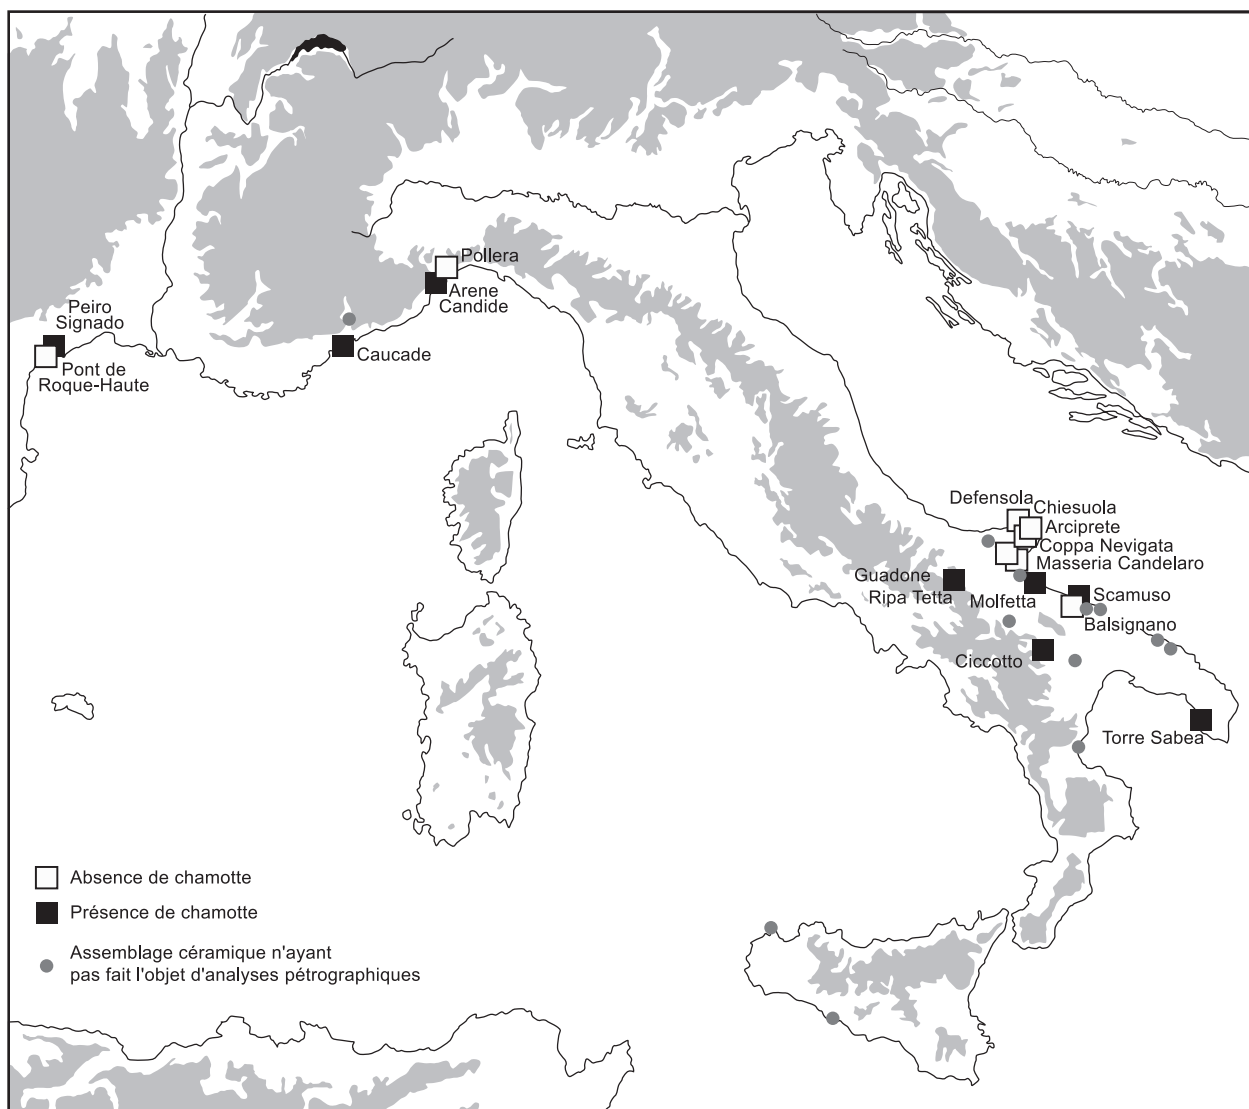 Pollera
Arene
Candide
Peiro
Signado
Pont de
Roque-Haute
Caucade
Defensola
Chiesuola
Arciprete
Coppa Nevigata
Masseria Candelaro
Guadone
Ripa Tetta
Molfetta
Scamuso
Balsignano
Ciccotto
Torre Sabea
Absence de chamotte
Présence de chamotte
Assemblage céramique n'ayant
pas fait l'objet d'analyses pétrographiques